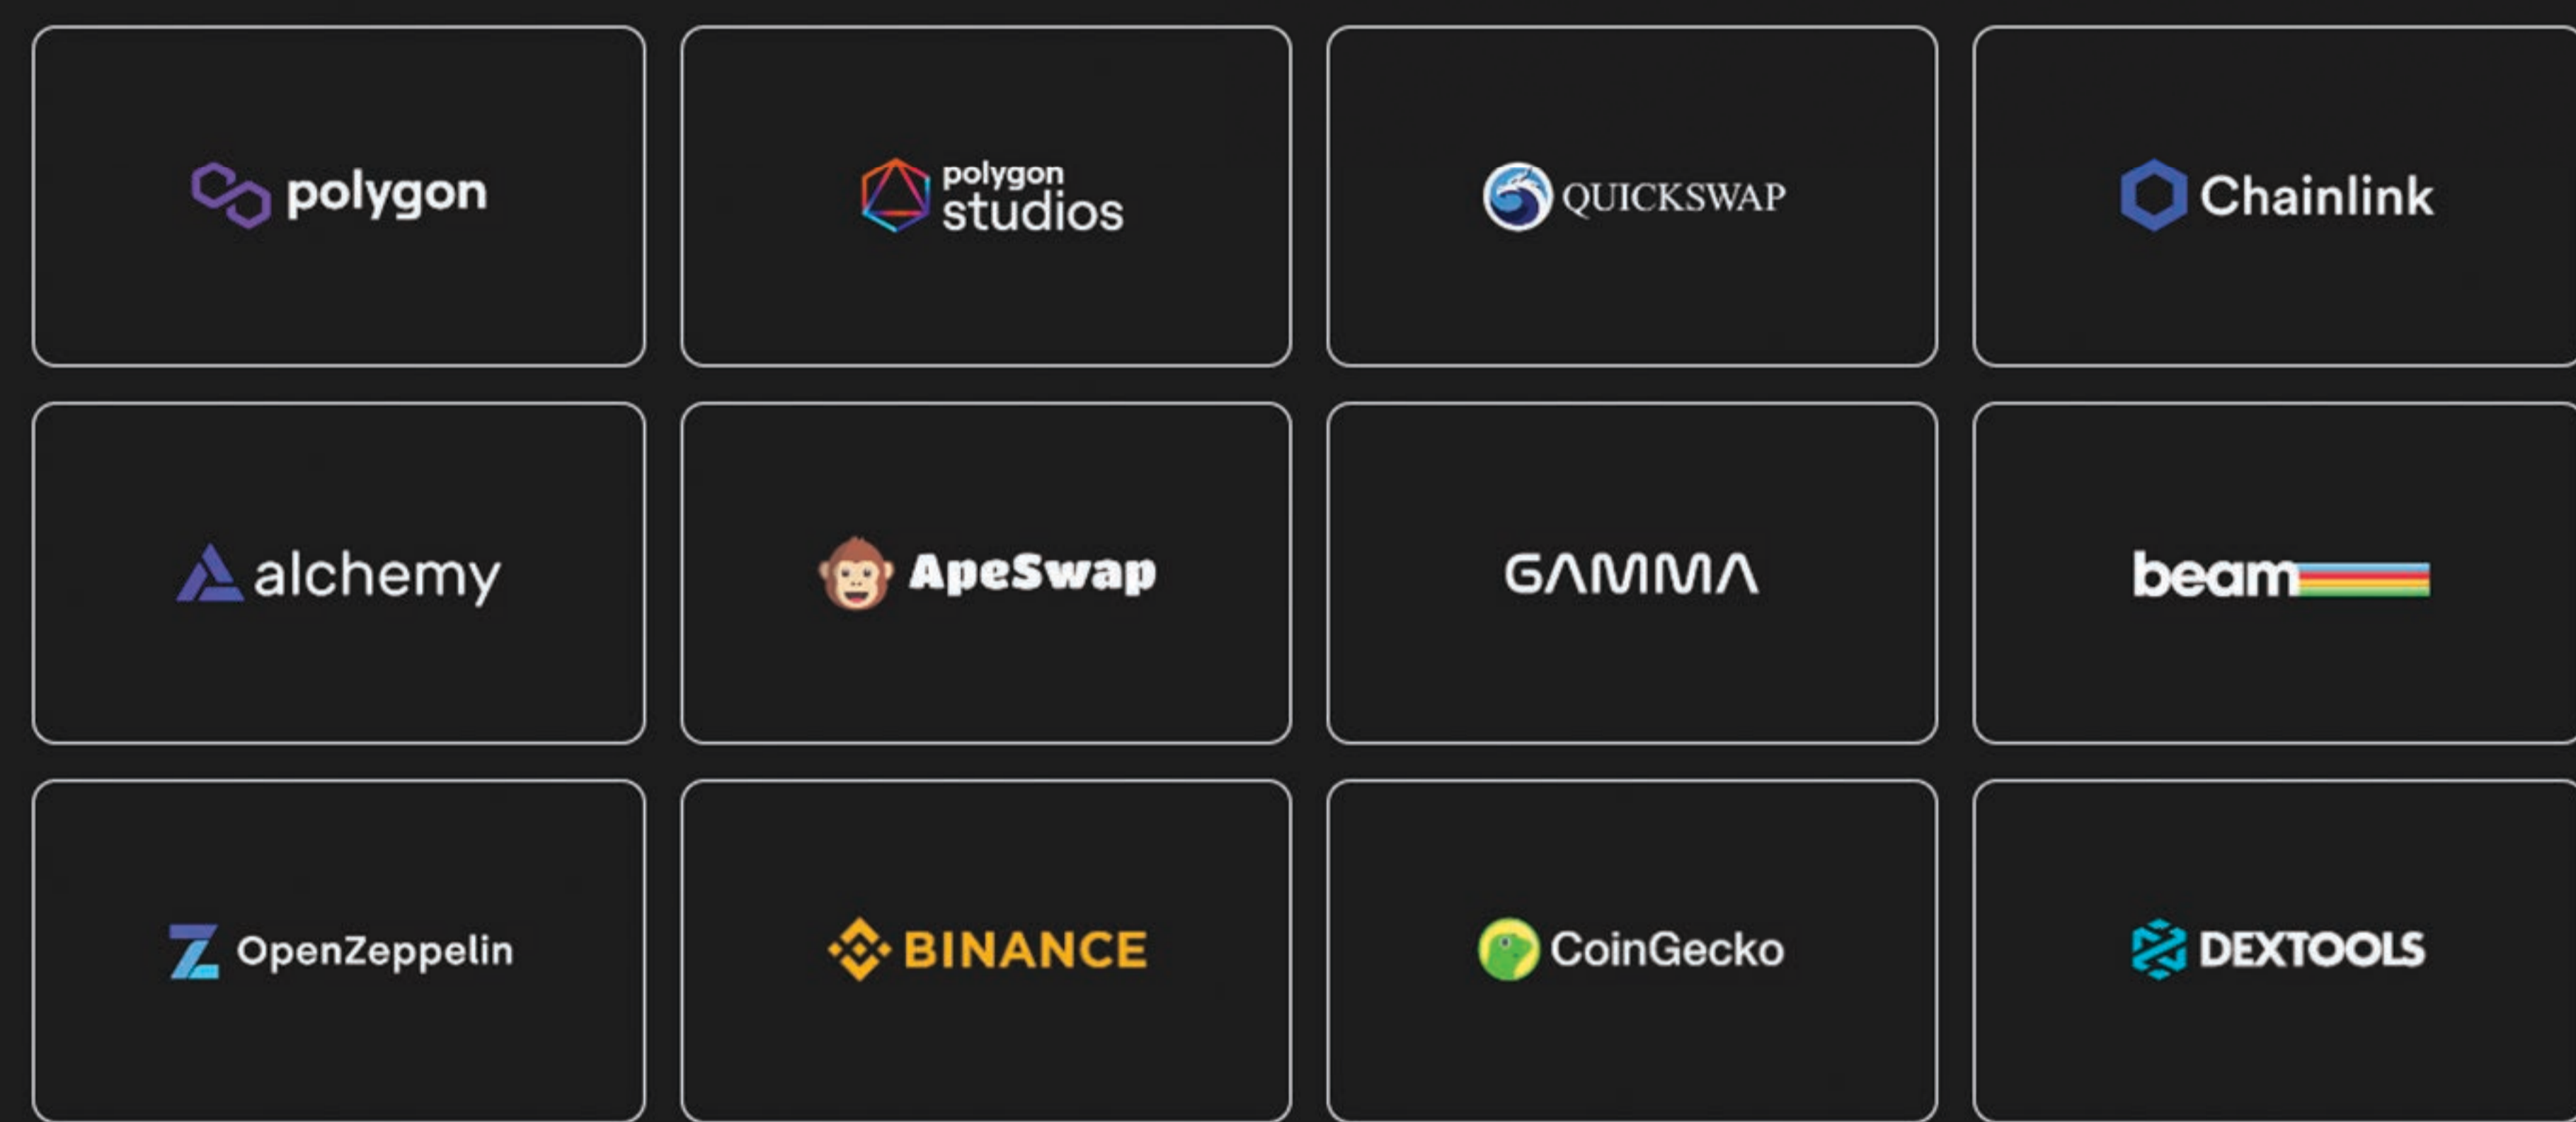 polygon
polygon
studios
QUICKSWAP
Chainlink
alchemy
ApeSwap
GAMMA
beam
OpenZeppelin
BINANCE
CoinGecko
DEXTOOLS